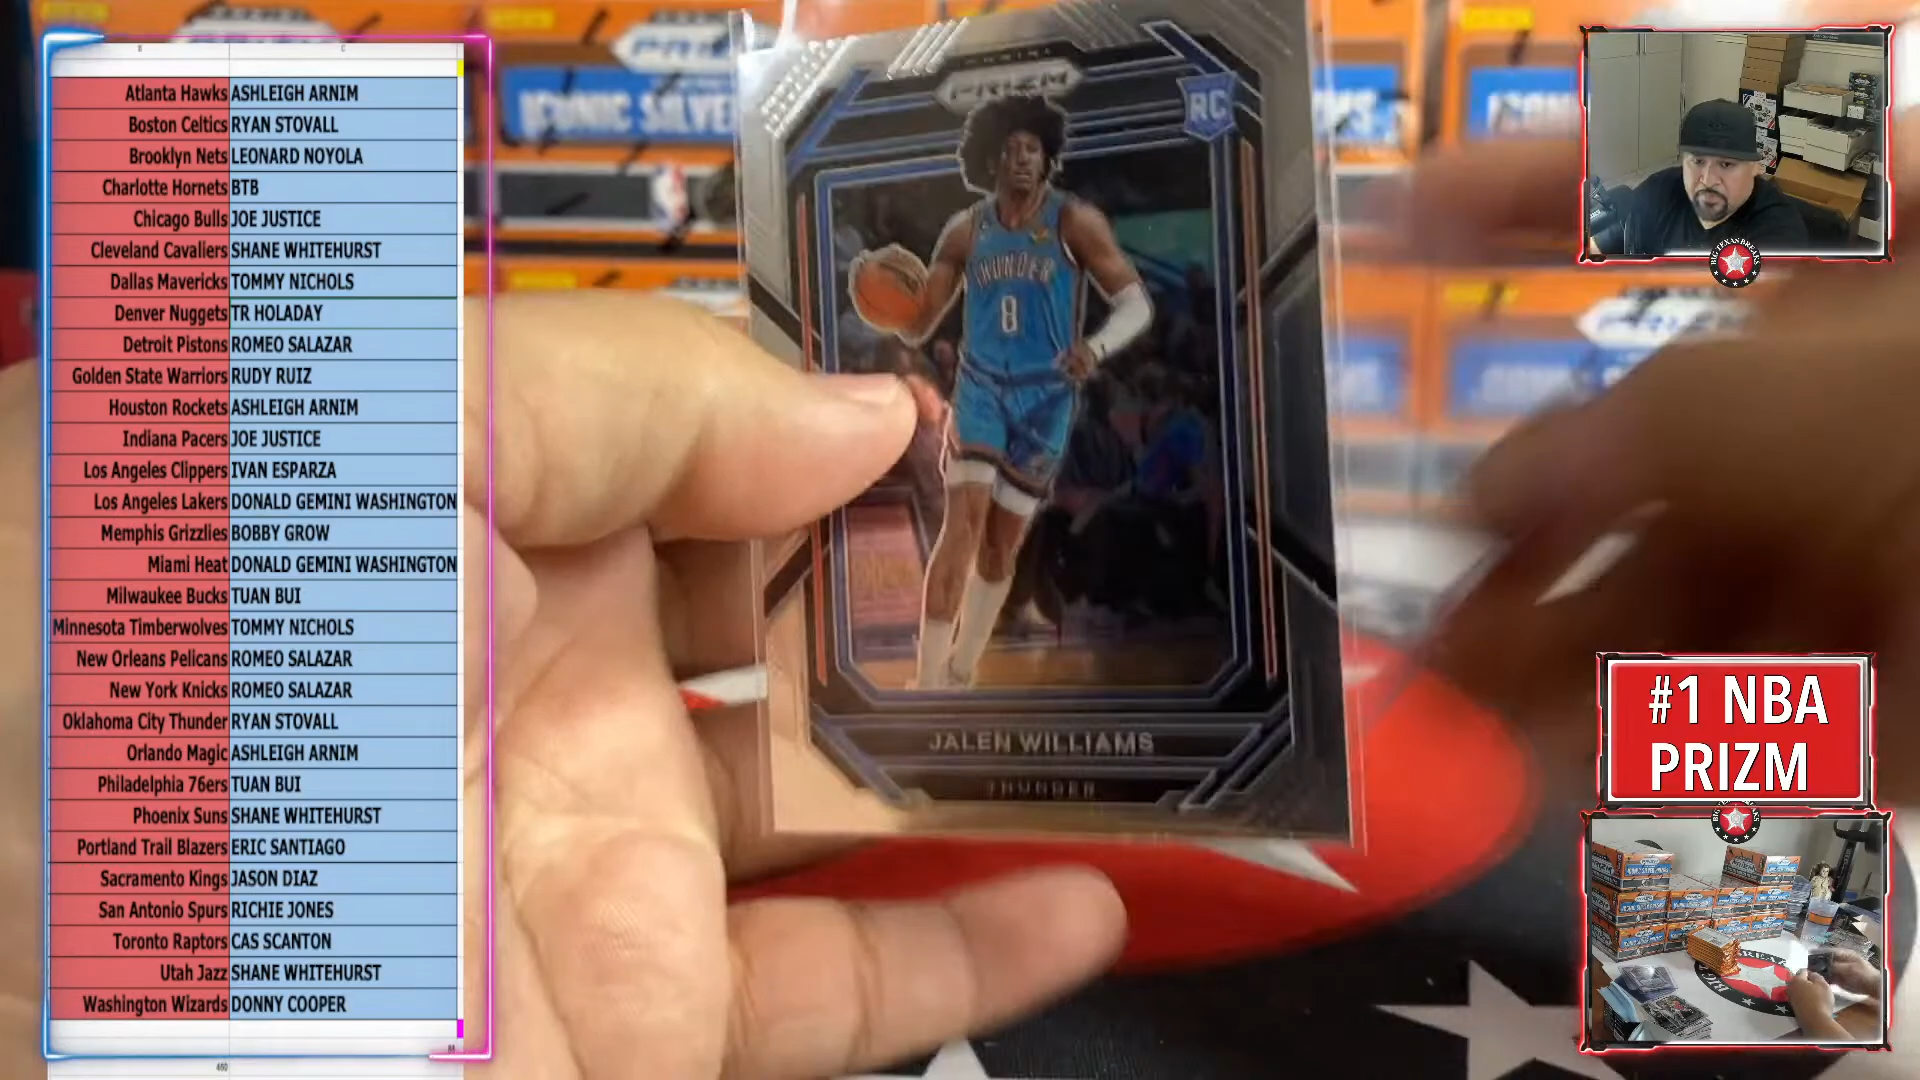 B C
Atlanta Hawks ASHLEIGH ARNIM
Boston Celtics RYAN STOVALL
Brooklyn Nets LEONARD NOYOLA
Charlotte Hornets BTB
Chicago Bulls JOE JUSTICE
Cleveland Cavaliers SHANE WHITEHURST
Dallas Mavericks TOMMY NICHOLS
Denver Nuggets TR HOLADAY
Detroit Pistons ROMEO SALAZAR
Golden State Warriors RUDY RUIZ
Houston Rockets ASHLEIGH ARNIM
Indiana Pacers JOE JUSTICE
Los Angeles Clippers IVAN ESPARZA
Los Angeles Lakers DONALD GEMINI WASHINGTON
Memphis Grizzlies BOBBY GROW
Miami Heat DONALD GEMINI WASHINGTON
Milwaukee Bucks TUAN BUI
Minnesota Timberwolves TOMMY NICHOLS
New Orleans Pelicans ROMEO SALAZAR
New York Knicks ROMEO SALAZAR
Oklahoma City Thunder RYAN STOVALL
Orlando Magic ASHLEIGH ARNIM
Philadelphia 76ers TUAN BUI
Phoenix Suns SHANE WHITEHURST
Portland Trail Blazers ERIC SANTIAGO
Sacramento Kings JASON DIAZ
San Antonio Spurs RICHIE JONES
Toronto Raptors CAS SCANTON
Utah Jazz SHANE WHITEHURST
Washington Wizards DONNY COOPER
ICONIC SILVER
PANINI
PRIZM
RC
THUNDER
8
JALEN WILLIAMS
THUNDER
BIG TEXAS BREAKS
#1 NBA
PRIZM